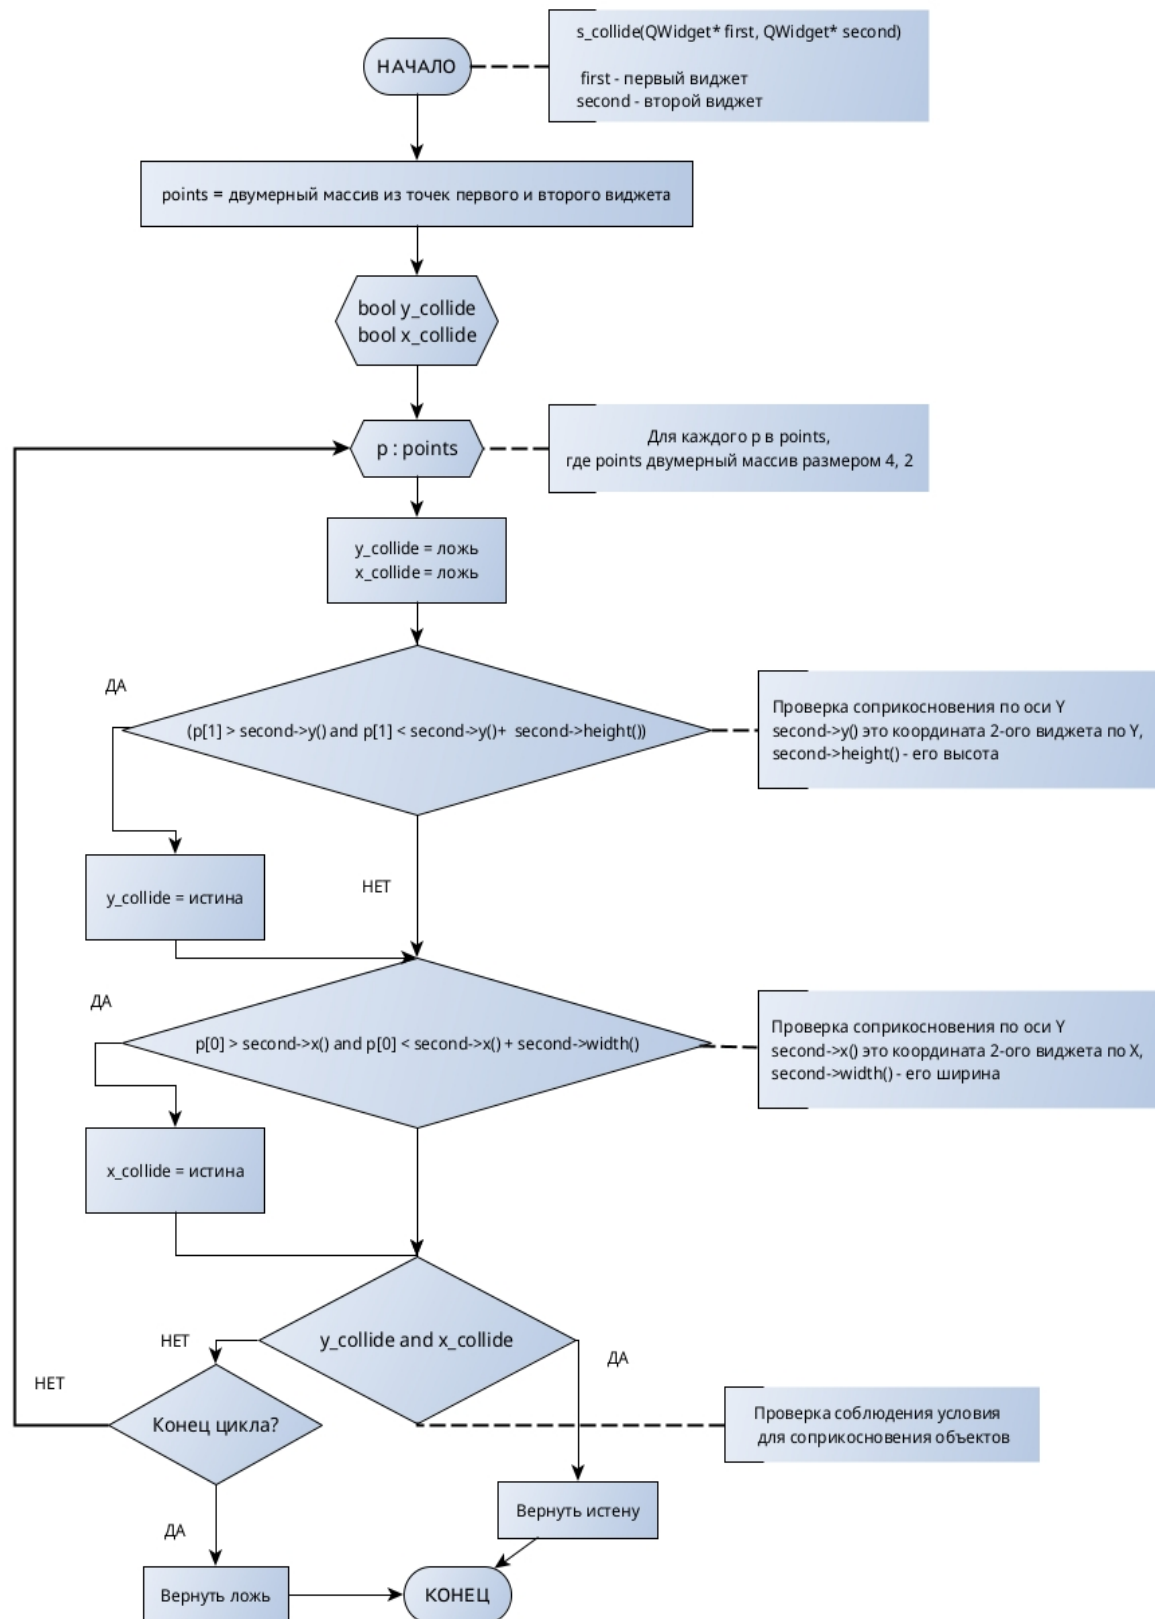 s_collide(QWidget* first, QWidget* second)
first - первый виджет
second - второй виджет
НАЧАЛО
points = двумерный массив из точек первого и второго виджета
bool y_collide
bool x_collide
p : points
Для каждого p в points,
где points двумерный массив размером 4, 2
y_collide = ложь
x_collide = ложь
ДА
(p[1] > second->y() and p[1] < second->y()+ second->height())
Проверка соприкосновения по оси Y
second->y() это координата 2-ого виджета по Y,
second->height() - его высота
y_collide = истина
НЕТ
ДА
p[0] > second->x() and p[0] < second->x() + second->width()
Проверка соприкосновения по оси Y
second->x() это координата 2-ого виджета по X,
second->width() - его ширина
x_collide = истина
y_collide and x_collide
НЕТ
ДА
НЕТ
Конец цикла?
Проверка соблюдения условия
для соприкосновения объектов
Вернуть истену
ДА
Вернуть ложь
КОНЕЦ